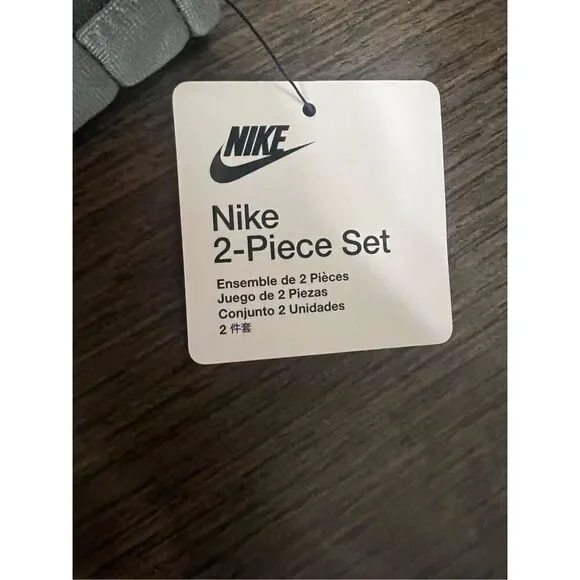 NIKE
Nike
2-Piece Set
Ensemble de 2 Pièces
Juego de 2 Piezas
Conjunto 2 Unidades
2 件套